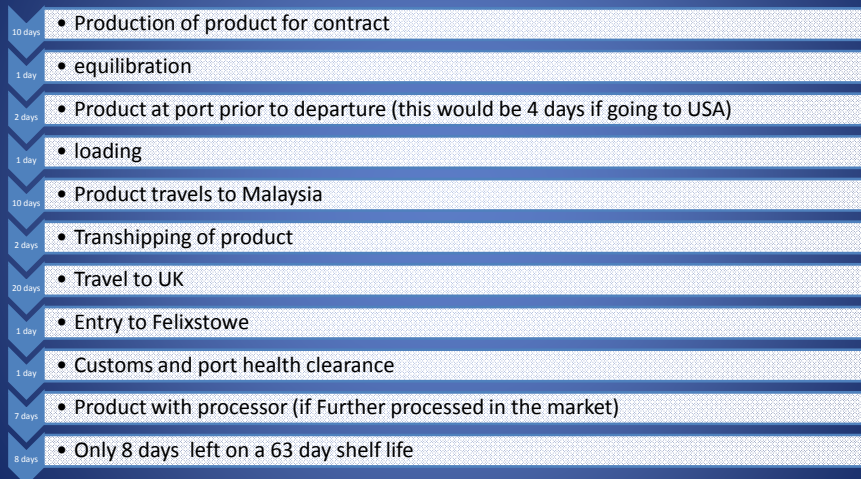 10 days • Production of product for contract
1 day • equilibration
2 days • Product at port prior to departure (this would be 4 days if going to USA)
1 day • loading
10 days • Product travels to Malaysia
2 days • Transhipping of product
20 days • Travel to UK
1 day • Entry to Felixstowe
1 day • Customs and port health clearance
7 days • Product with processor (if Further processed in the market)
8 days • Only 8 days left on a 63 day shelf life